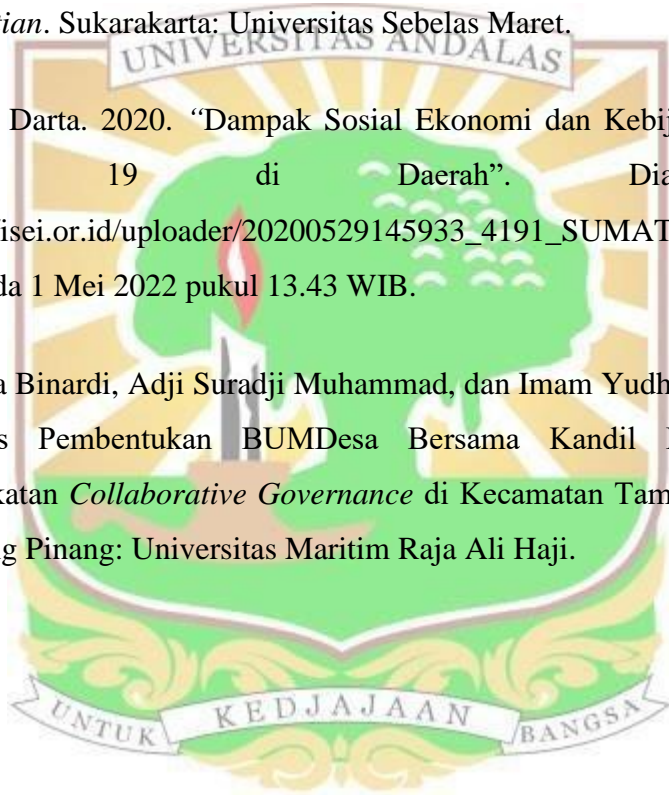 tian. Sukarakarta: Universitas Sebelas Maret.
UNIVERSITAS ANDALAS
Darta. 2020. “Dampak Sosial Ekonomi dan Kebij
19 di Daerah”. Dia
isei.or.id/uploader/20200529145933_4191_SUMAT
da 1 Mei 2022 pukul 13.43 WIB.
a Binardi, Adji Suradji Muhammad, dan Imam Yudh
s Pembentukan BUMDesa Bersama Kandil
katan Collaborative Governance di Kecamatan Tam
ng Pinang: Universitas Maritim Raja Ali Haji.
UNTUK KEDJAJAAN BANGSA